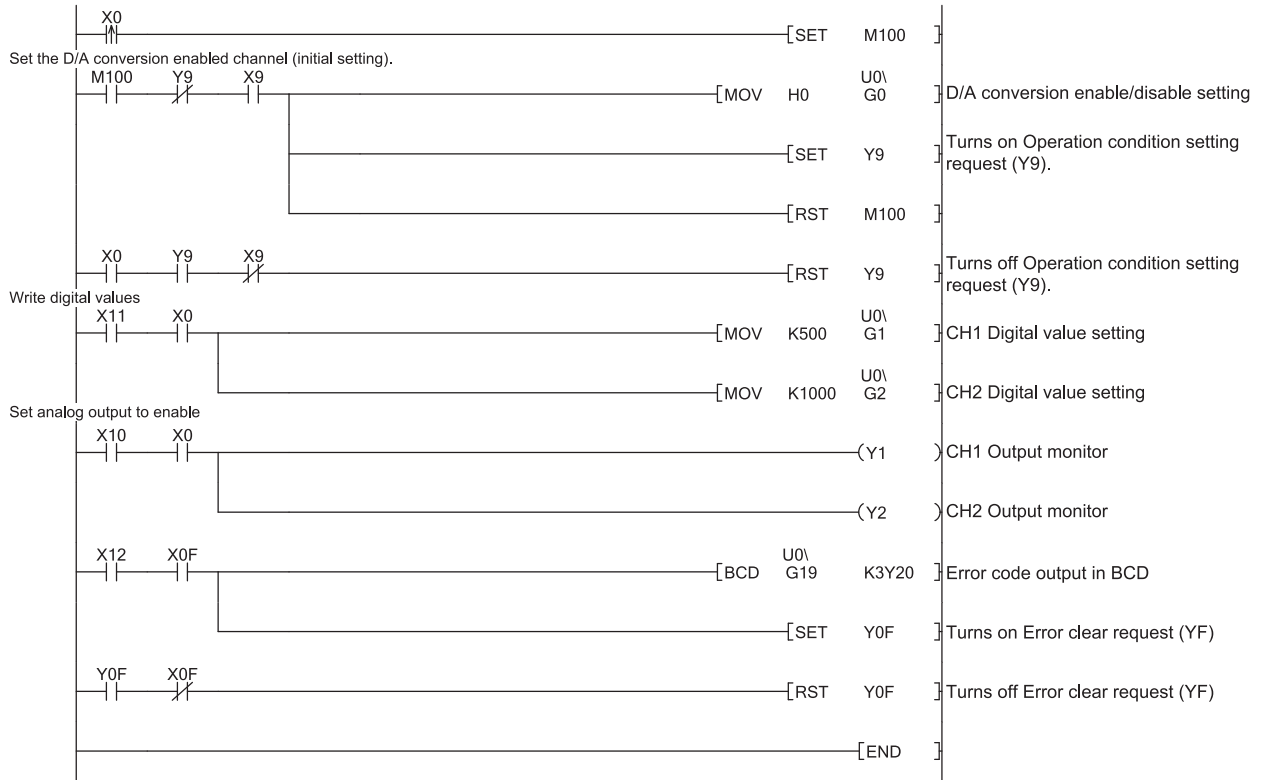 X0
[SET M100 ]
Set the D/A conversion enabled channel (initial setting).
M100 Y9 X9
[MOV H0 U0\ G0 ] D/A conversion enable/disable setting
[SET Y9 ] Turns on Operation condition setting
request (Y9).
[RST M100 ]
X0 Y9 X9
[RST Y9 ] Turns off Operation condition setting
request (Y9).
Write digital values
X11 X0
[MOV K500 U0\ G1 ] CH1 Digital value setting
[MOV K1000 U0\ G2 ] CH2 Digital value setting
Set analog output to enable
X10 X0
(Y1 ) CH1 Output monitor
(Y2 ) CH2 Output monitor
X12 X0F
[BCD U0\ G19 K3Y20 ] Error code output in BCD
[SET Y0F ] Turns on Error clear request (YF)
Y0F X0F
[RST Y0F ] Turns off Error clear request (YF)
[END ]